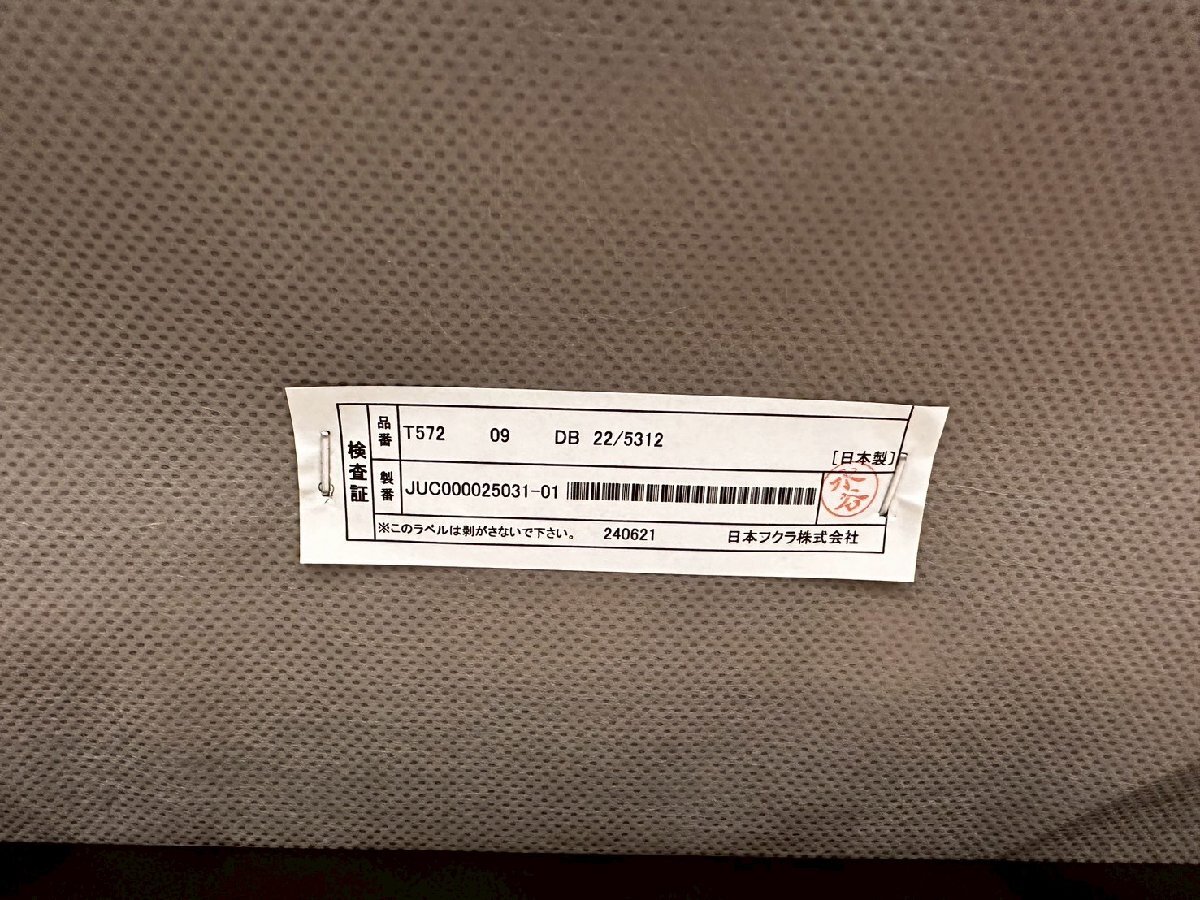 検査証
品番 T572 09 DB 22/5312
[日本製]
製番 JUC000025031-01
※このラベルは剥がさないで下さい。 240621 日本フクラ株式会社